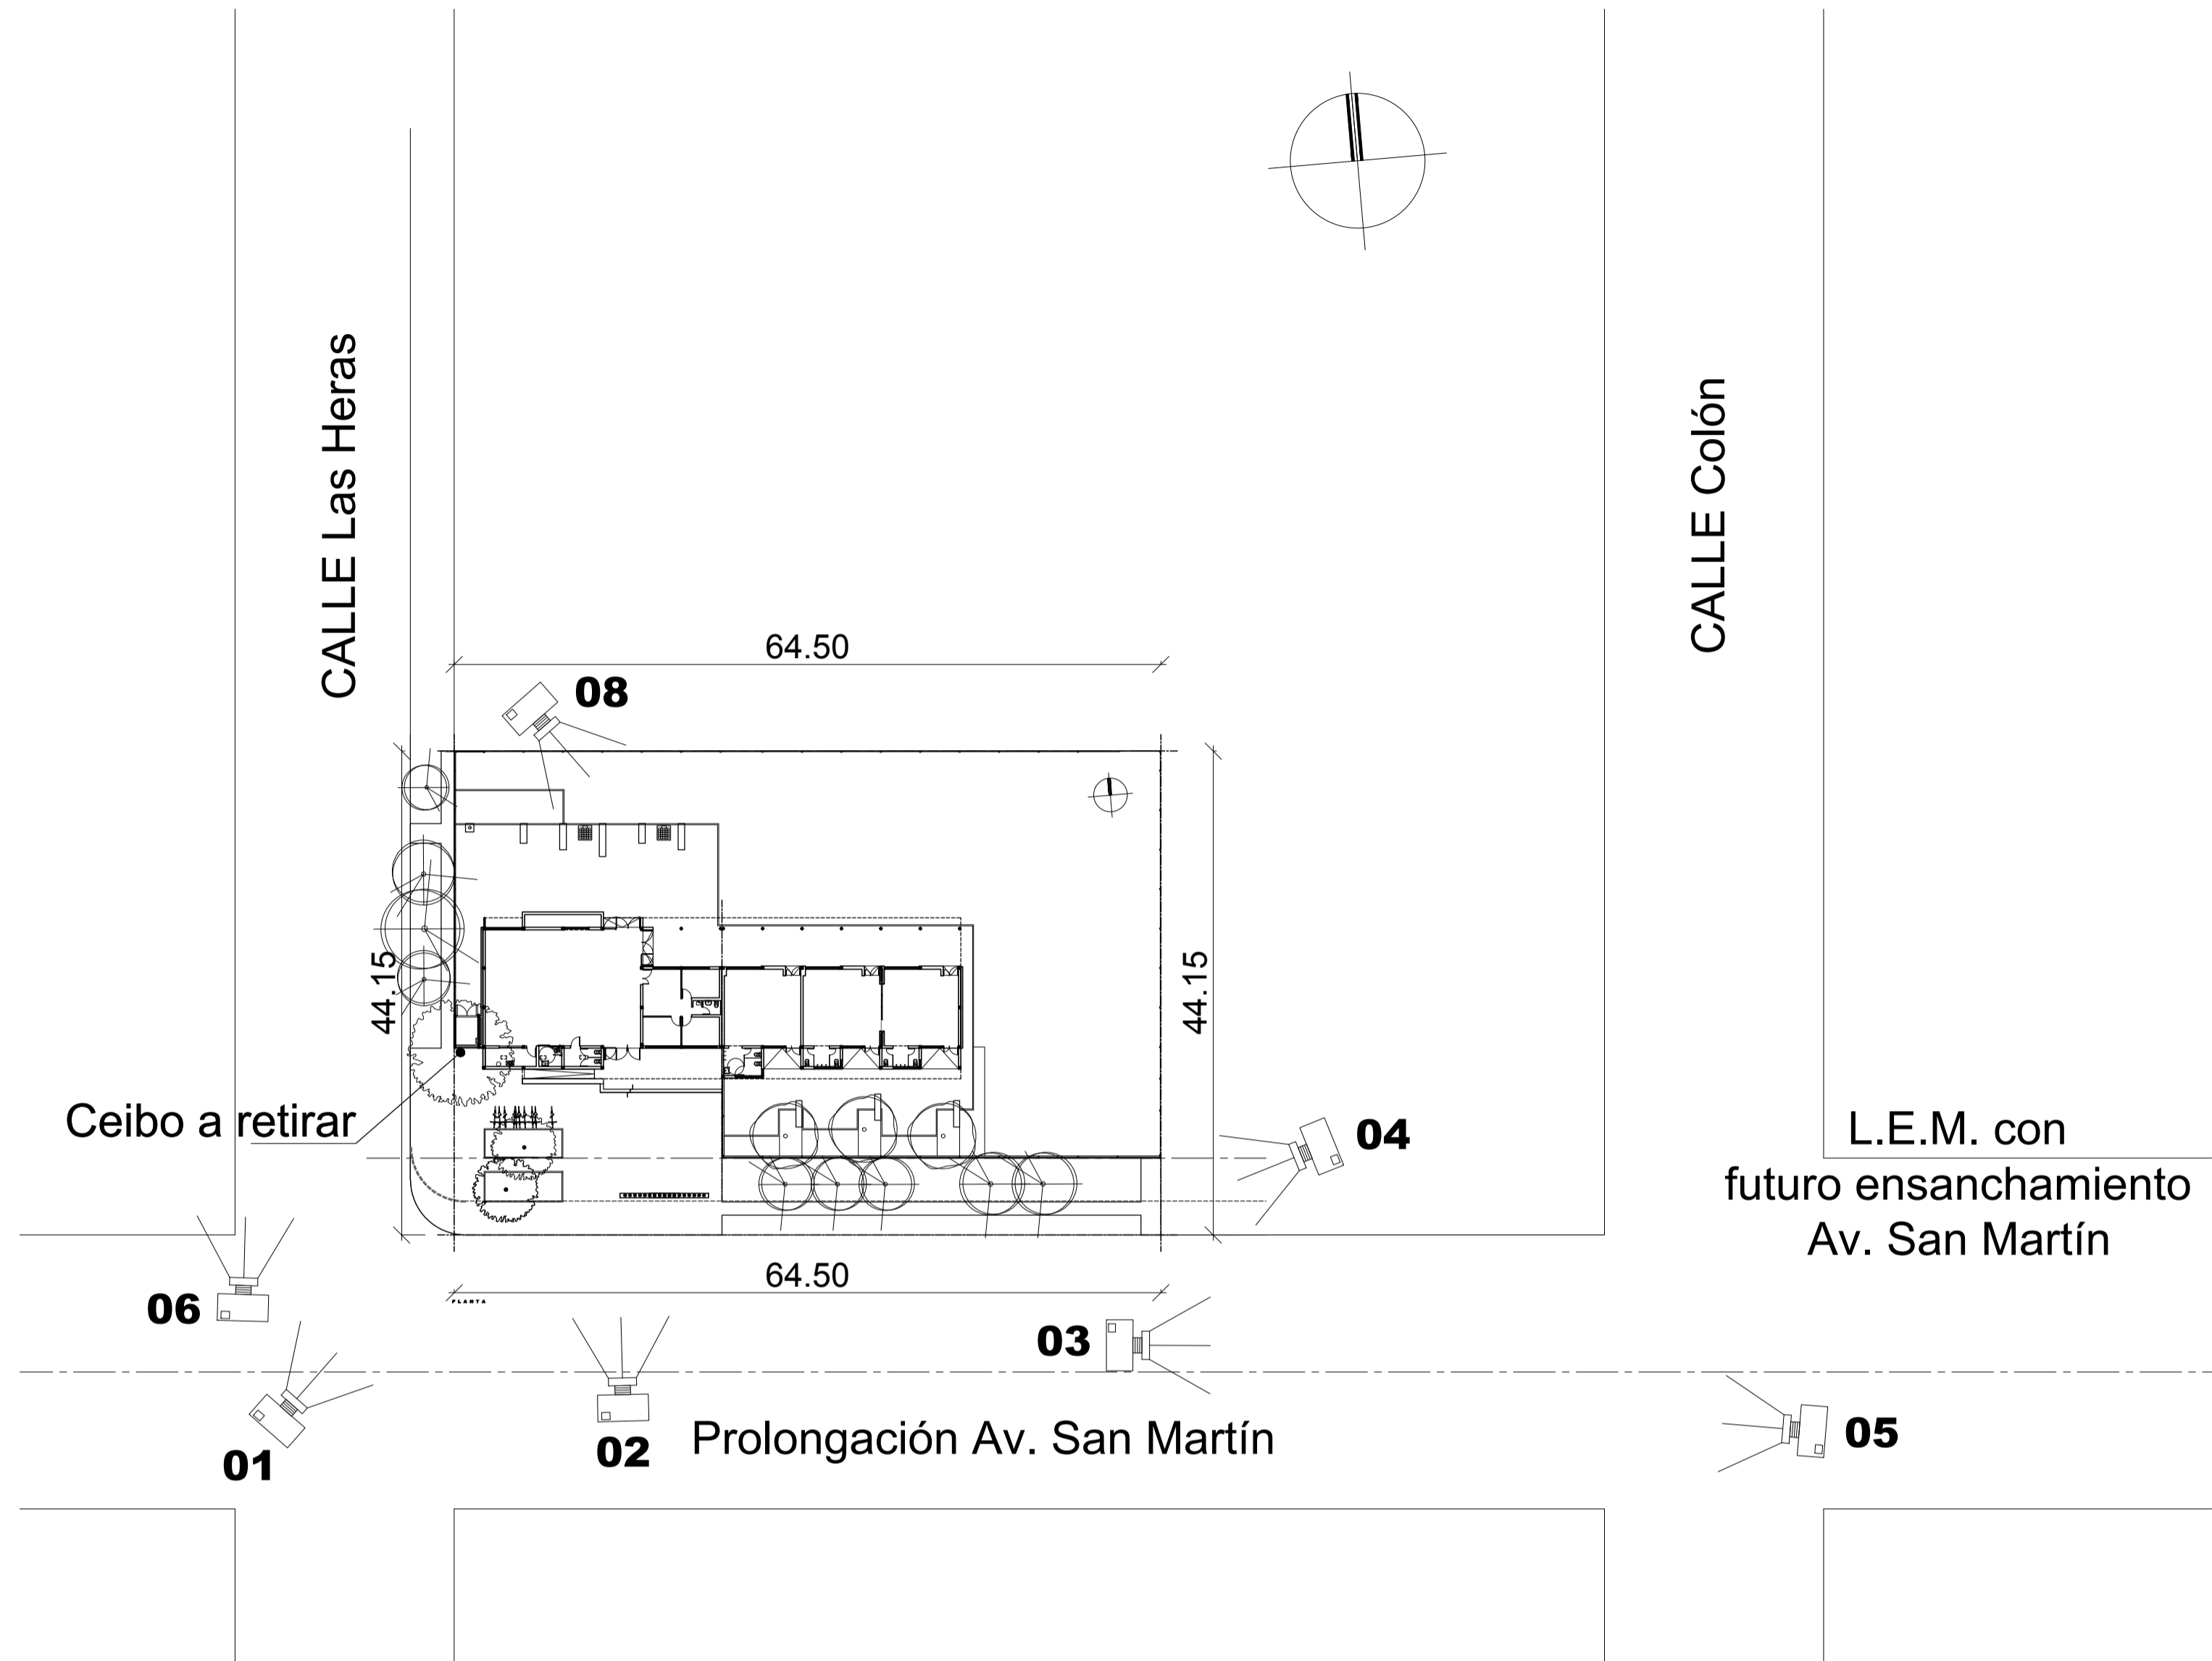 CALLE Las Heras
CALLE Colón
64.50
08
44.15
44.15
Ceibo a retirar
04
L.E.M. con
futuro ensanchamiento
Av. San Martín
64.50
PLANTA
06
03
01
02
Prolongación Av. San Martín
05